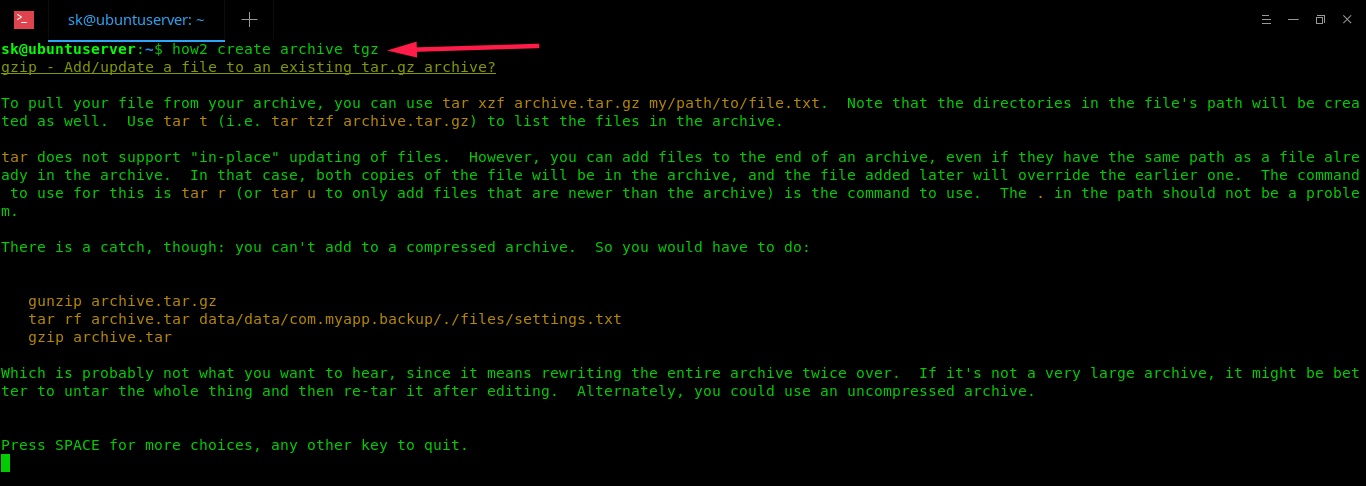 sk@ubuntuserver: ~
sk@ubuntuserver:~$ how2 create archive tgz
gzip - Add/update a file to an existing tar.gz archive?
To pull your file from your archive, you can use tar xzf archive.tar.gz my/path/to/file.txt.  Note that the directories in the file's path will be crea
ted as well.  Use tar t (i.e. tar tzf archive.tar.gz) to list the files in the archive.
tar does not support "in-place" updating of files.  However, you can add files to the end of an archive, even if they have the same path as a file alre
ady in the archive.  In that case, both copies of the file will be in the archive, and the file added later will override the earlier one.  The command
 to use for this is tar r (or tar u to only add files that are newer than the archive) is the command to use.  The . in the path should not be a proble
m.
There is a catch, though: you can't add to a compressed archive.  So you would have to do:
   gunzip archive.tar.gz
   tar rf archive.tar data/data/com.myapp.backup/./files/settings.txt
   gzip archive.tar
Which is probably not what you want to hear, since it means rewriting the entire archive twice over.  If it's not a very large archive, it might be bet
ter to untar the whole thing and then re-tar it after editing.  Alternately, you could use an uncompressed archive.
Press SPACE for more choices, any other key to quit.